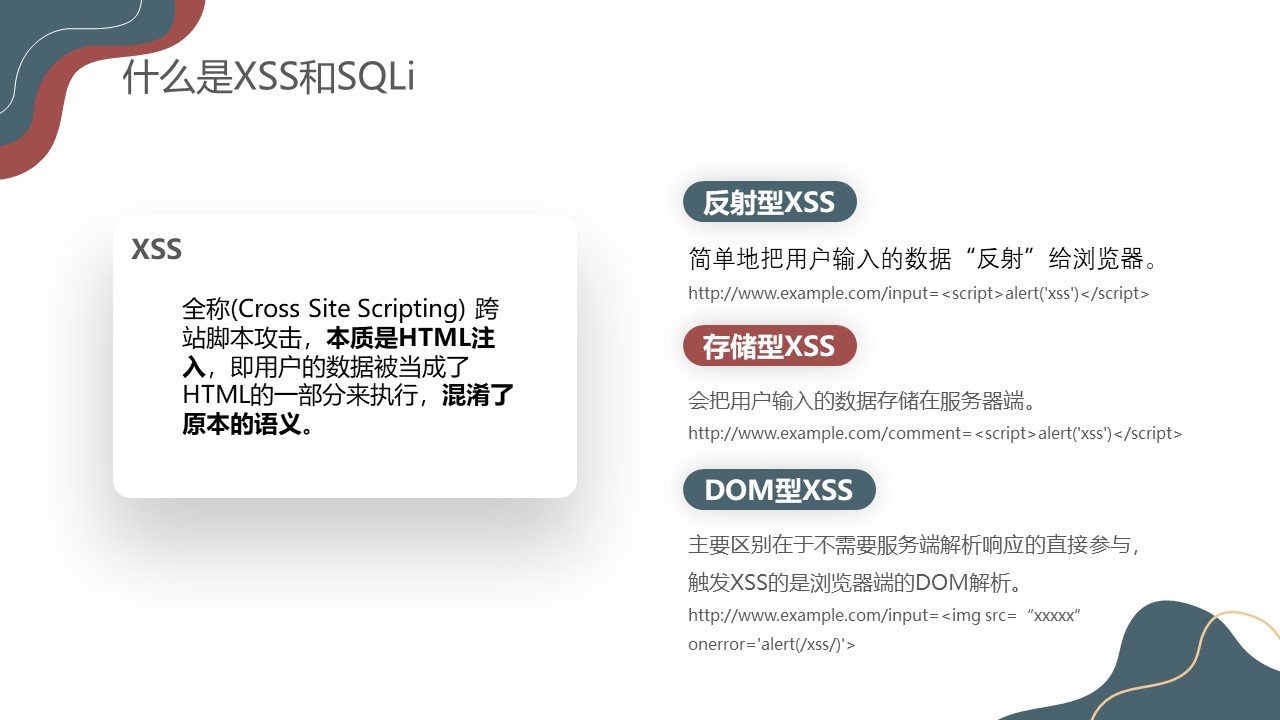 什么是XSS和SQLi
XSS
全称(Cross Site Scripting) 跨
站脚本攻击，本质是HTML注
入，即用户的数据被当成了
HTML的一部分来执行，混淆了
原本的语义。
反射型XSS
简单地把用户输入的数据“反射”给浏览器。
http://www.example.com/input=<script>alert('xss')</script>
存储型XSS
会把用户输入的数据存储在服务器端。
http://www.example.com/comment=<script>alert('xss')</script>
DOM型XSS
主要区别在于不需要服务端解析响应的直接参与，
触发XSS的是浏览器端的DOM解析。
http://www.example.com/input=<img src=“xxxxx”
onerror='alert(/xss/)'>